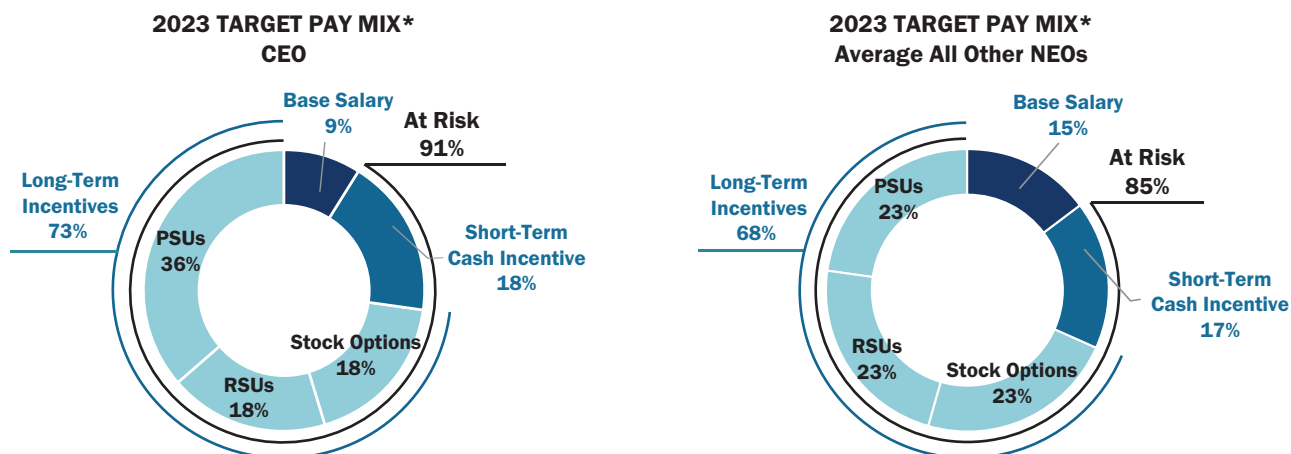 2023 TARGET PAY MIX*
CEO
Base Salary
9%
At Risk
91%
Long-Term
Incentives
73%
PSUs
36%
Short-Term
Cash Incentive
18%
Stock Options
18%
RSUs
18%
2023 TARGET PAY MIX*
Average All Other NEOs
Base Salary
15%
At Risk
85%
Long-Term
Incentives
68%
PSUs
23%
Short-Term
Cash Incentive
17%
RSUs
23%
Stock Options
23%